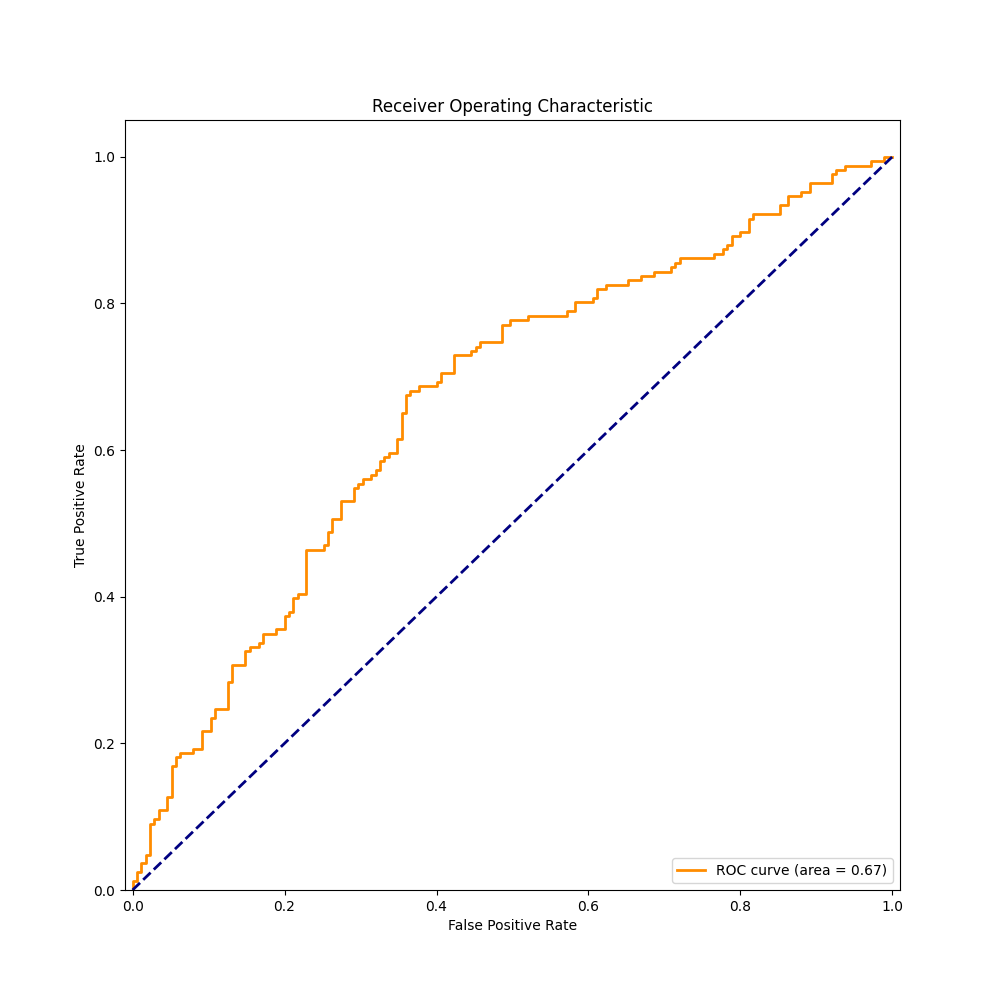 Receiver Operating Characteristic
True Positive Rate
1.0
0.8
0.6
0.4
0.2
0.0
ROC curve (area = 0.67)
0.0 0.2 0.4 0.6 0.8 1.0
False Positive Rate